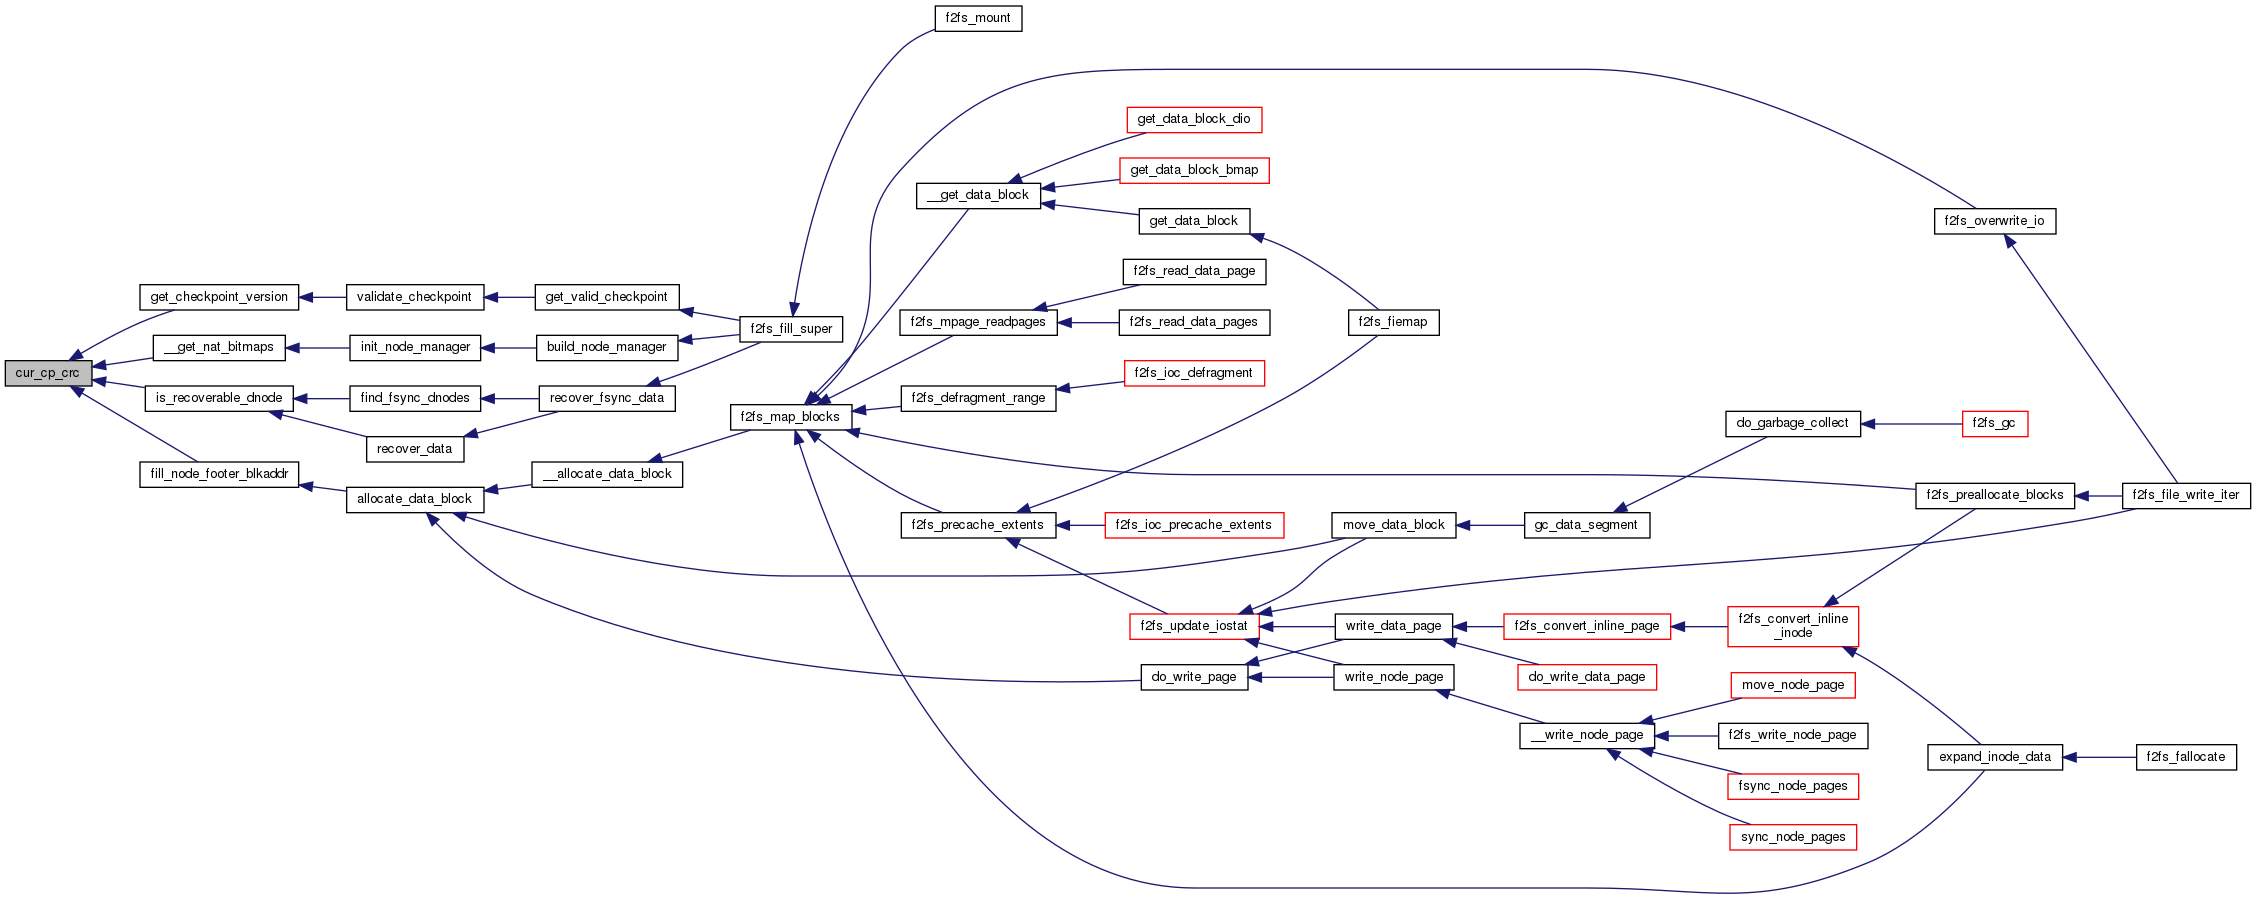 f2fs_mount
get_data_block_dio
get_data_block_bmap
__get_data_block
get_data_block
f2fs_overwrite_io
f2fs_read_data_page
get_checkpoint_version
validate_checkpoint
get_valid_checkpoint
f2fs_fill_super
f2fs_mpage_readpages
f2fs_read_data_pages
f2fs_fiemap
__get_nat_bitmaps
init_node_manager
build_node_manager
cur_cp_crc
f2fs_ioc_defragment
is_recoverable_dnode
find_fsync_dnodes
recover_fsync_data
f2fs_defragment_range
f2fs_map_blocks
do_garbage_collect
f2fs_gc
recover_data
fill_node_footer_blkaddr
__allocate_data_block
allocate_data_block
f2fs_preallocate_blocks
f2fs_file_write_iter
f2fs_precache_extents
f2fs_ioc_precache_extents
move_data_block
gc_data_segment
f2fs_update_iostat
write_data_page
f2fs_convert_inline_page
f2fs_convert_inline
_inode
do_write_page
write_node_page
do_write_data_page
move_node_page
__write_node_page
f2fs_write_node_page
expand_inode_data
f2fs_fallocate
fsync_node_pages
sync_node_pages